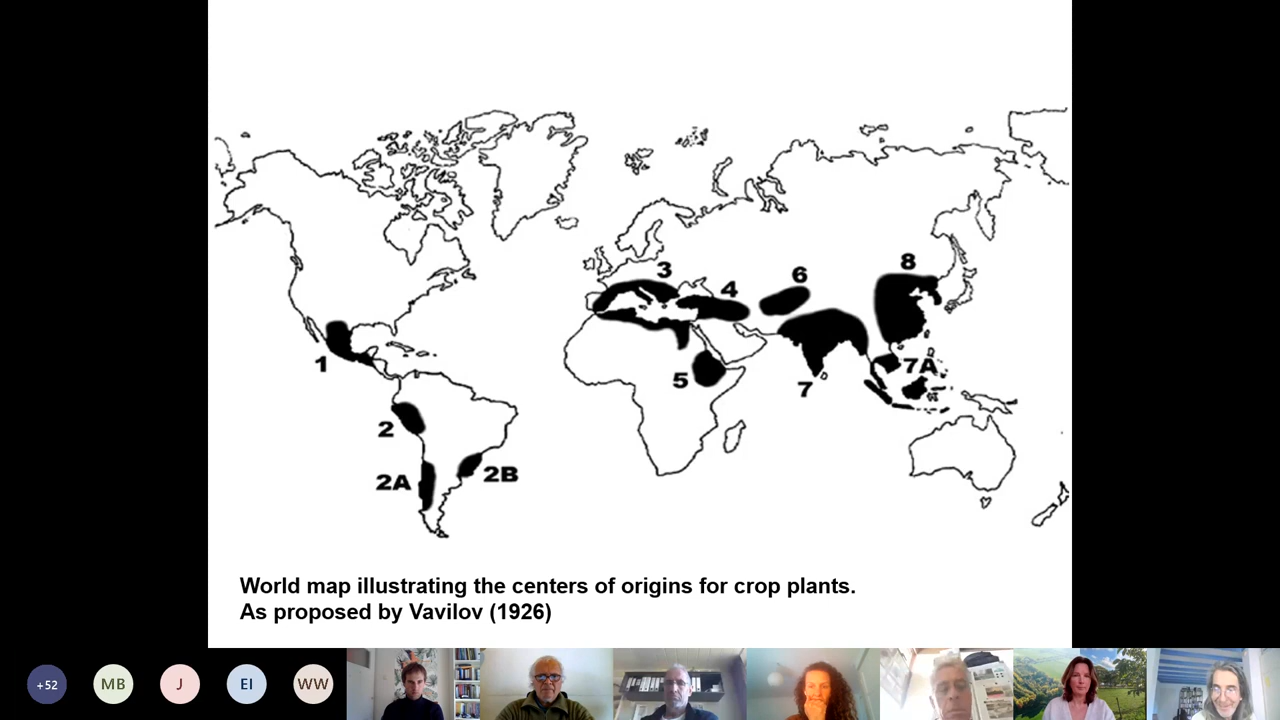 3
8
6
4
1
5
7A
7
2
2A
2B
World map illustrating the centers of origins for crop plants.
As proposed by Vavilov (1926)
+52
MB
J
EI
WW